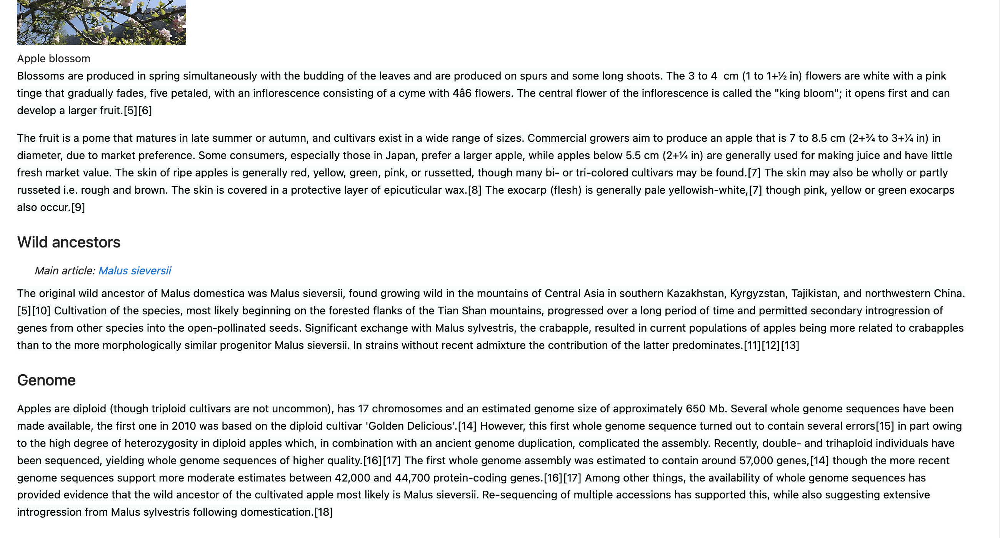 Apple blossom
Blossoms are produced in spring simultaneously with the budding of the leaves and are produced on spurs and some long shoots. The 3 to 4  cm (1 to 1+½ in) flowers are white with a pink
tinge that gradually fades, five petaled, with an inflorescence consisting of a cyme with 4â6 flowers. The central flower of the inflorescence is called the "king bloom"; it opens first and can
develop a larger fruit.[5][6]
The fruit is a pome that matures in late summer or autumn, and cultivars exist in a wide range of sizes. Commercial growers aim to produce an apple that is 7 to 8.5 cm (2+¾ to 3+¼ in) in
diameter, due to market preference. Some consumers, especially those in Japan, prefer a larger apple, while apples below 5.5 cm (2+¼ in) are generally used for making juice and have little
fresh market value. The skin of ripe apples is generally red, yellow, green, pink, or russetted, though many bi- or tri-colored cultivars may be found.[7] The skin may also be wholly or partly
russeted i.e. rough and brown. The skin is covered in a protective layer of epicuticular wax.[8] The exocarp (flesh) is generally pale yellowish-white,[7] though pink, yellow or green exocarps
also occur.[9]
Wild ancestors
Main article: Malus sieversii
The original wild ancestor of Malus domestica was Malus sieversii, found growing wild in the mountains of Central Asia in southern Kazakhstan, Kyrgyzstan, Tajikistan, and northwestern China.
[5][10] Cultivation of the species, most likely beginning on the forested flanks of the Tian Shan mountains, progressed over a long period of time and permitted secondary introgression of
genes from other species into the open-pollinated seeds. Significant exchange with Malus sylvestris, the crabapple, resulted in current populations of apples being more related to crabapples
than to the more morphologically similar progenitor Malus sieversii. In strains without recent admixture the contribution of the latter predominates.[11][12][13]
Genome
Apples are diploid (though triploid cultivars are not uncommon), has 17 chromosomes and an estimated genome size of approximately 650 Mb. Several whole genome sequences have been
made available, the first one in 2010 was based on the diploid cultivar 'Golden Delicious'.[14] However, this first whole genome sequence turned out to contain several errors[15] in part owing
to the high degree of heterozygosity in diploid apples which, in combination with an ancient genome duplication, complicated the assembly. Recently, double- and trihaploid individuals have
been sequenced, yielding whole genome sequences of higher quality.[16][17] The first whole genome assembly was estimated to contain around 57,000 genes,[14] though the more recent
genome sequences support more moderate estimates between 42,000 and 44,700 protein-coding genes.[16][17] Among other things, the availability of whole genome sequences has
provided evidence that the wild ancestor of the cultivated apple most likely is Malus sieversii. Re-sequencing of multiple accessions has supported this, while also suggesting extensive
introgression from Malus sylvestris following domestication.[18]